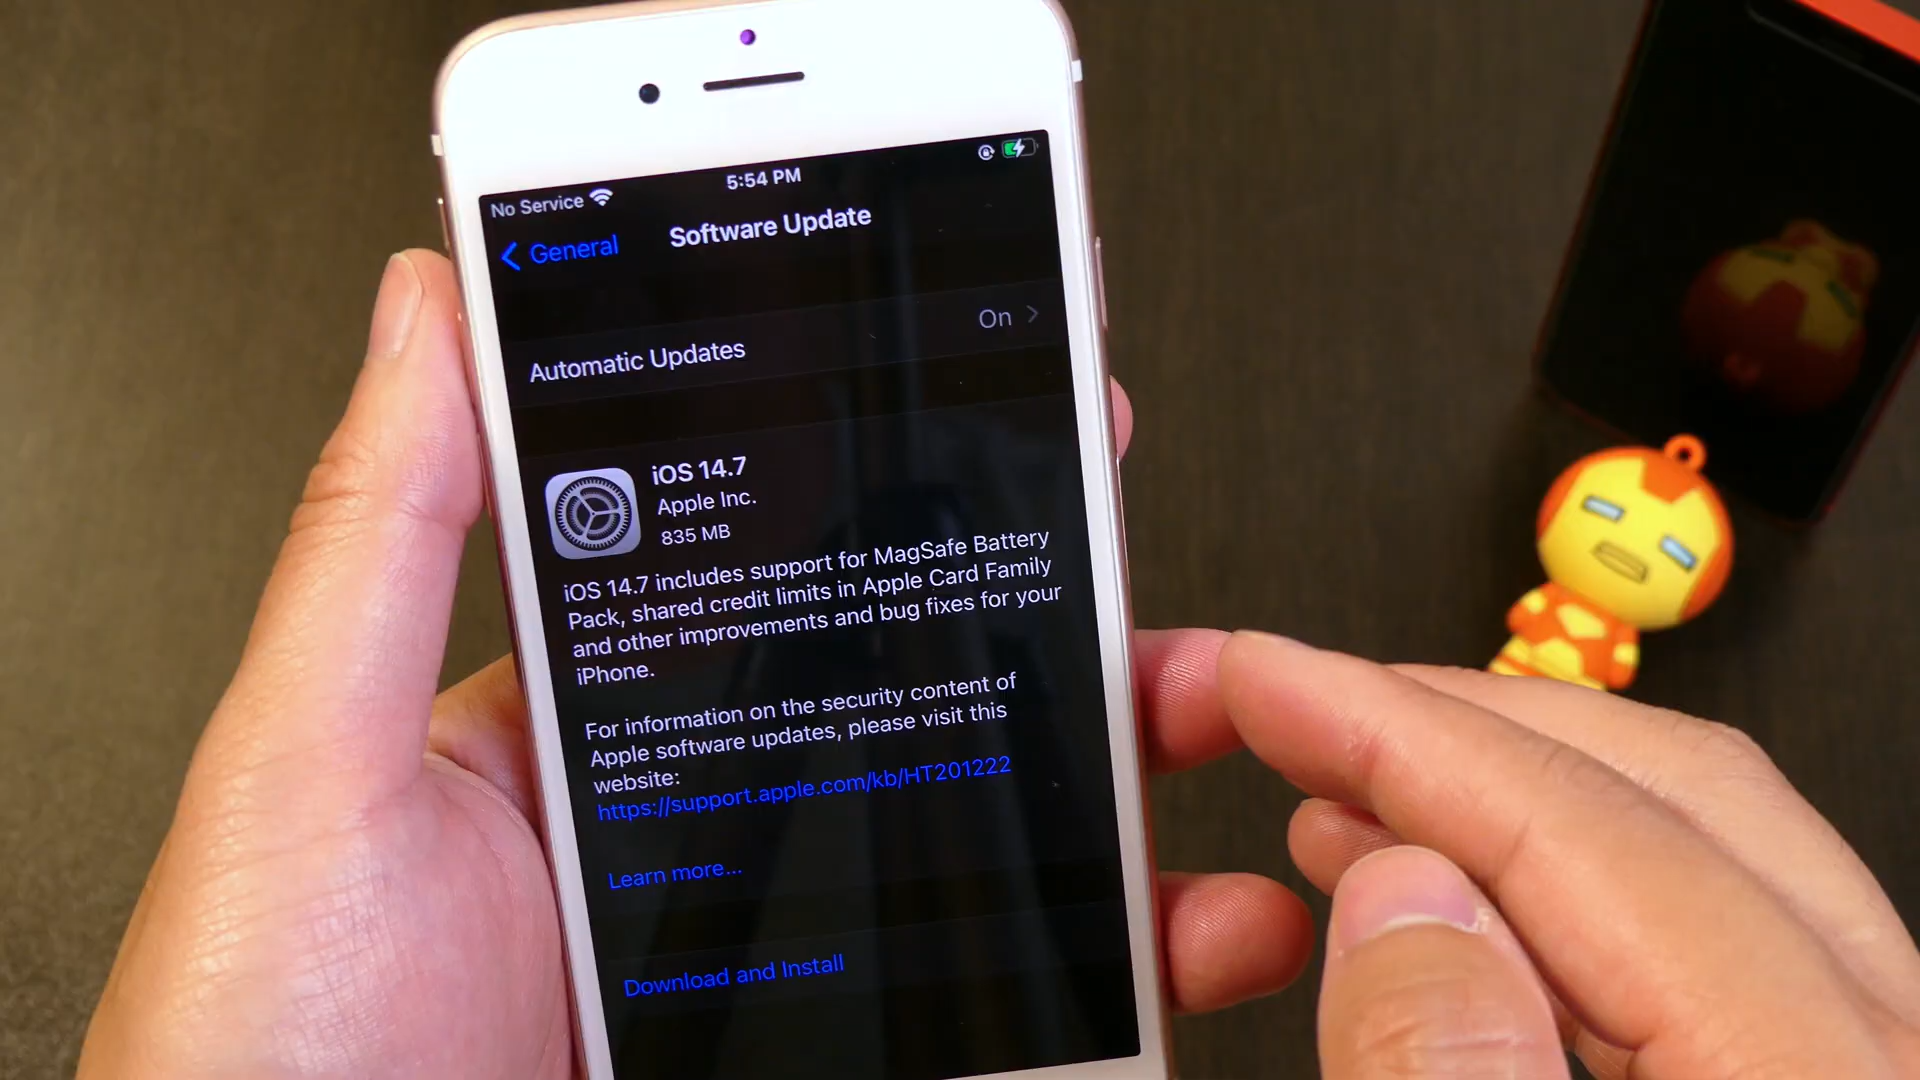 No Service
5:54 PM
General
Software Update
Automatic Updates
On
iOS 14.7
Apple Inc.
835 MB
iOS 14.7 includes support for MagSafe Battery
Pack, shared credit limits in Apple Card Family
and other improvements and bug fixes for your
iPhone.
For information on the security content of
Apple software updates, please visit this
website:
https://support.apple.com/kb/HT201222
Learn more...
Download and Install